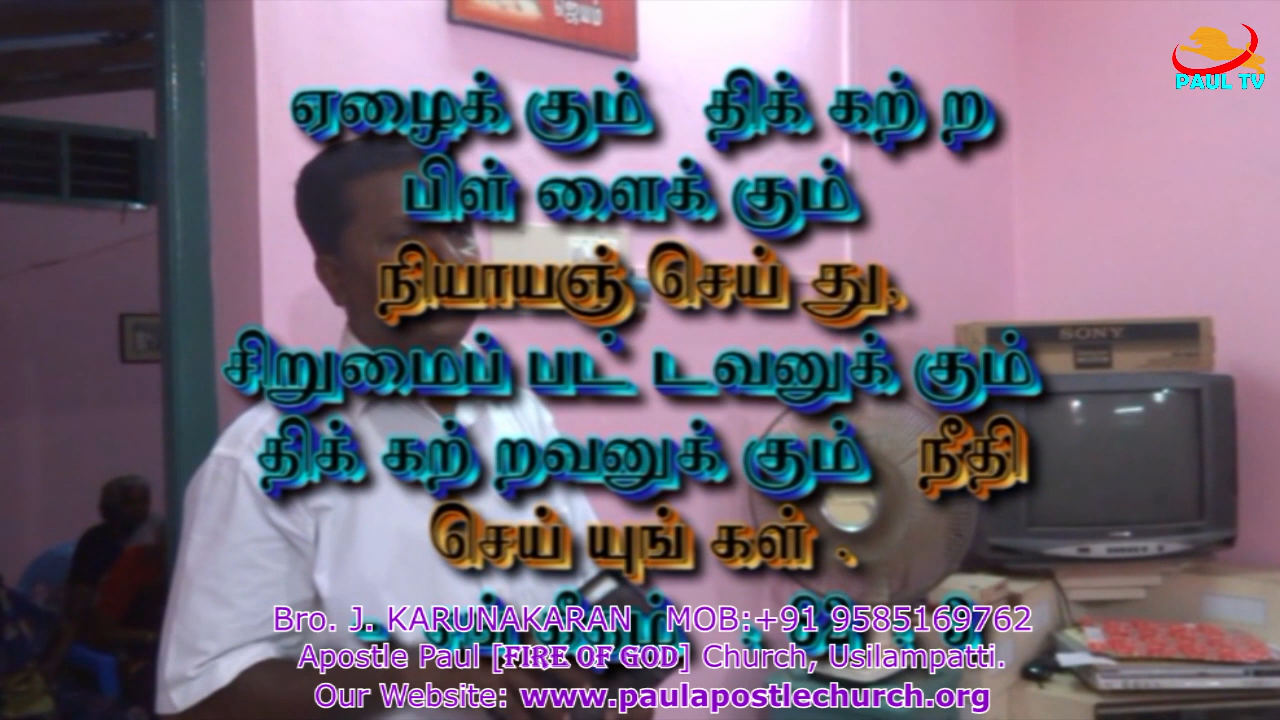 ஜெயம்
PAUL TV
ஏழைக் கும் திக் கற் ற
பிள் ளைக் கும்
நியாயஞ் செய் து,
சிறுமைப் பட் டவனுக் கும்
திக் கற் றவனுக் கும் நீதி
செய் யுங் கள் .
SONY
Bro. J. KARUNAKARAN MOB:+91 9585169762
Apostle Paul [FIRE OF GOD] Church, Usilampatti.
Our Website: www.paulapostlechurch.org